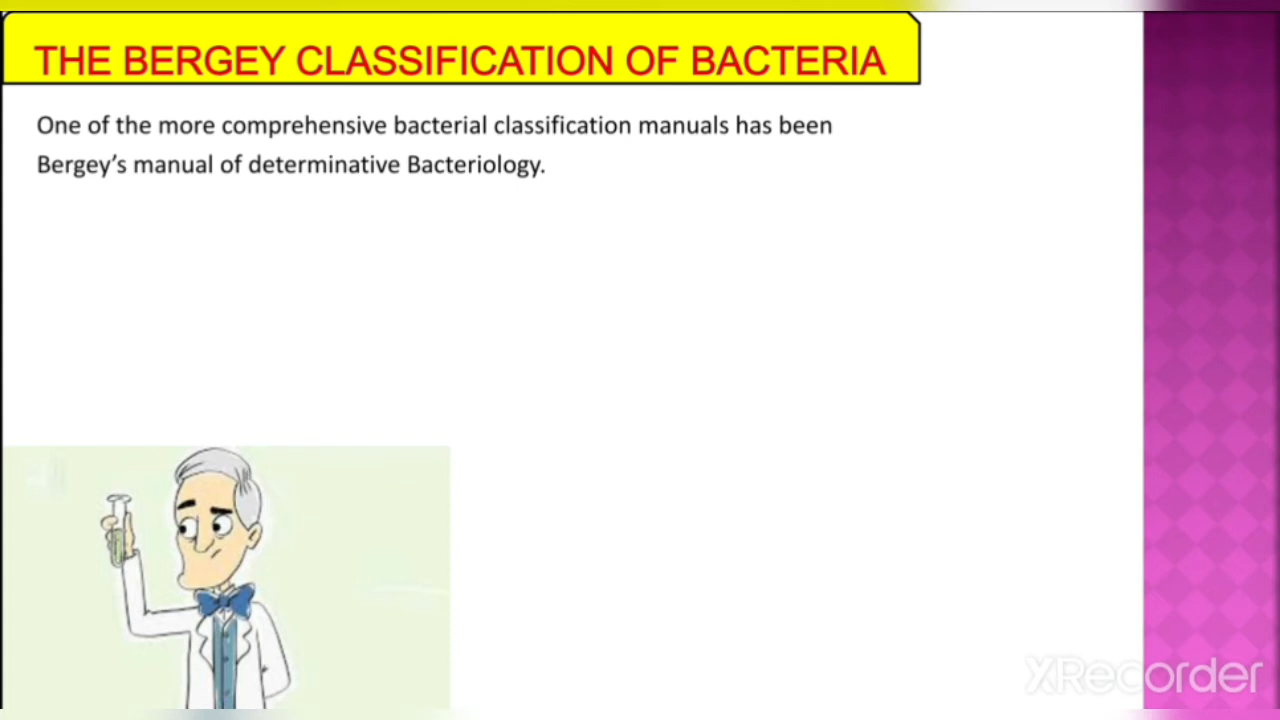 THE BERGEY CLASSIFICATION OF BACTERIA
One of the more comprehensive bacterial classification manuals has been
Bergey’s manual of determinative Bacteriology.
XRecorder